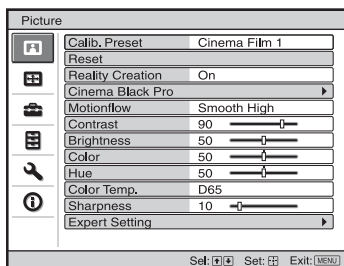 Picture
Calib. Preset Cinema Film 1
Reset
Reality Creation On
Cinema Black Pro
Motionflow Smooth High
Contrast 90
Brightness 50
Color 50
Hue 50
Color Temp. D65
Sharpness 10
Expert Setting
Sel: Set: Exit: MENU